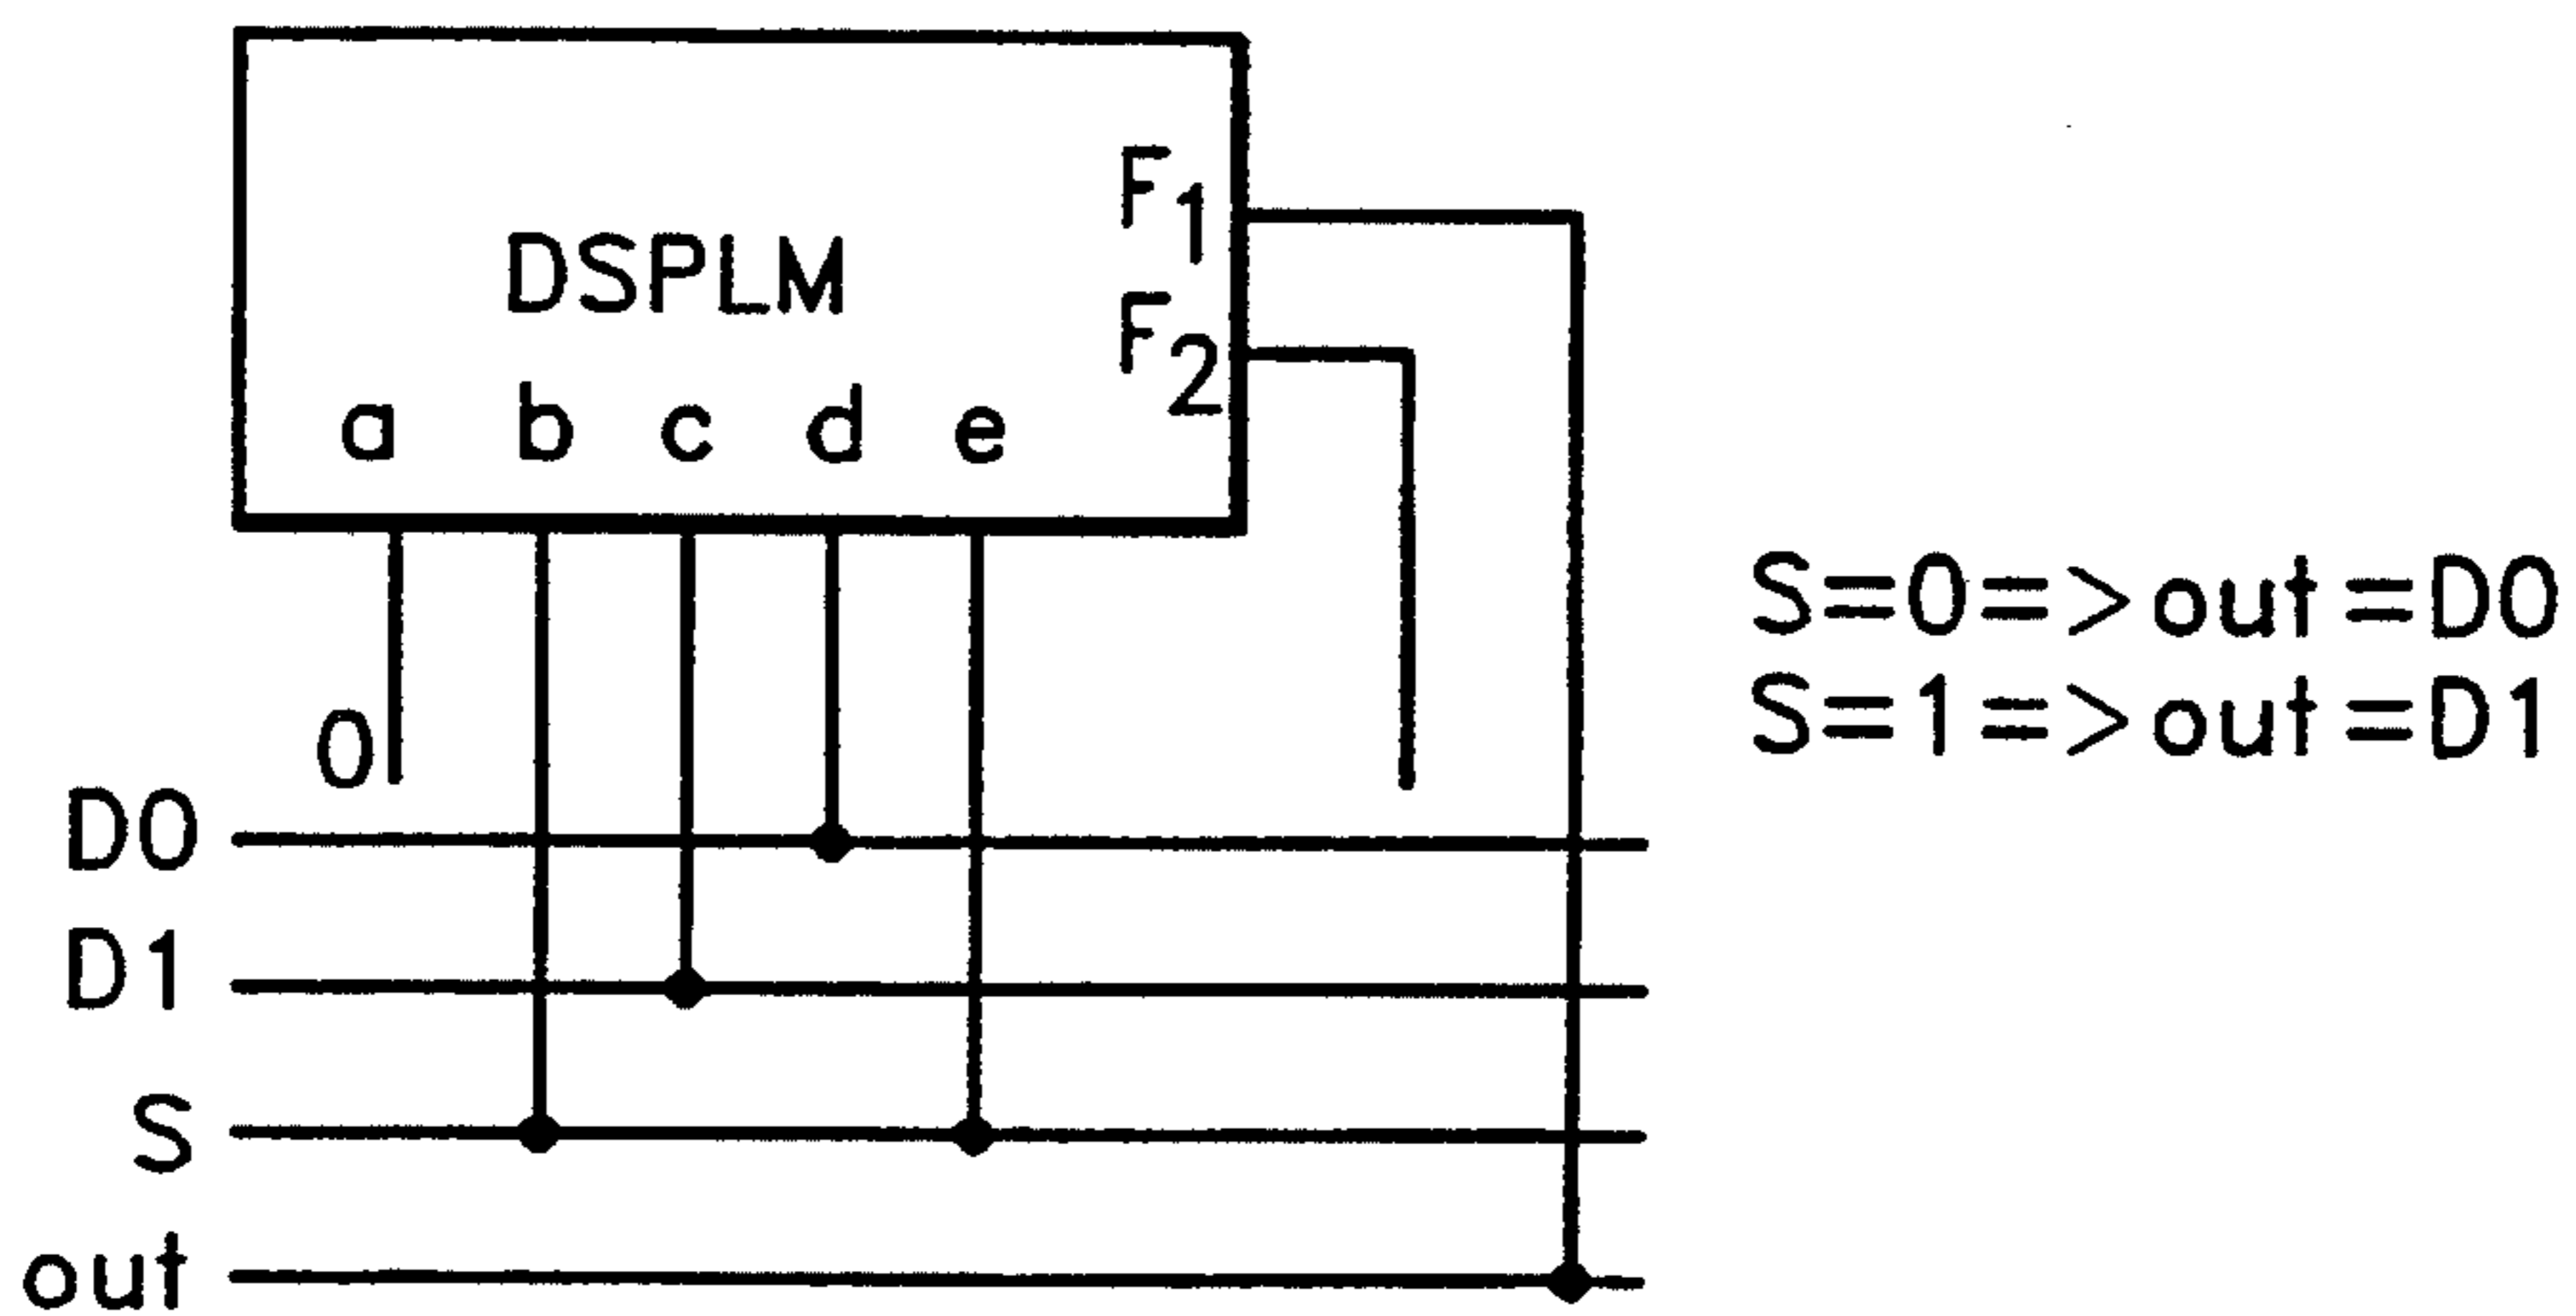 F1
DSPLM
F2
a b c d e
S=0=>out=D0
S=1=>out=D1
0
D0
D1
S
out